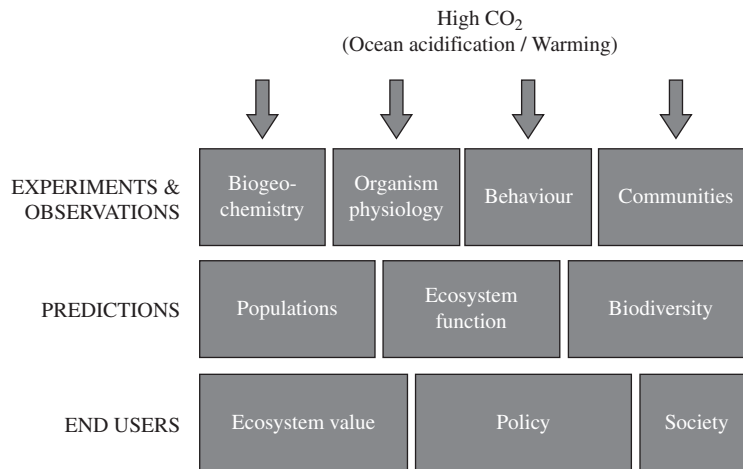 High CO₂
(Ocean acidification / Warming)
EXPERIMENTS &
OBSERVATIONS
Biogeo-
chemistry
Organism
physiology
Behaviour
Communities
PREDICTIONS
Populations
Ecosystem
function
Biodiversity
END USERS
Ecosystem value
Policy
Society